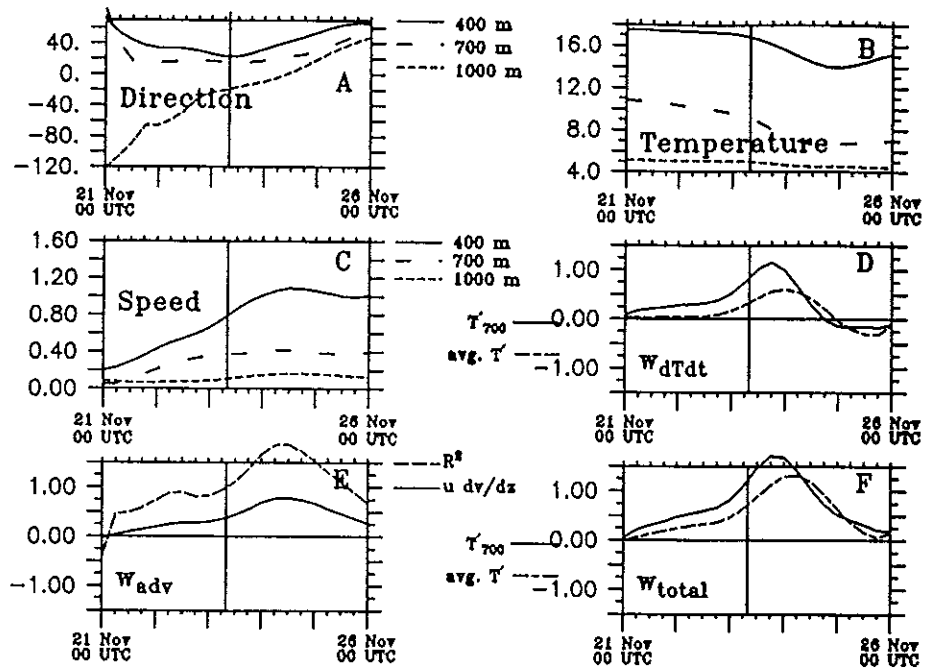 40.
0.
−40.
−80.
−120.
Direction
A
400 m
700 m
1000 m
21 Nov
00 UTC
26 Nov
00 UTC
16.0
12.0
8.0
4.0
B
Temperature
21 Nov
00 UTC
26 Nov
00 UTC
1.60
1.20
0.80
0.40
0.00
C
Speed
400 m
700 m
1000 m
21 Nov
00 UTC
26 Nov
00 UTC
1.00
0.00
−1.00
D
T'700
avg. T'
WdTdt
21 Nov
00 UTC
26 Nov
00 UTC
1.00
0.00
−1.00
E
R²
u dv/dz
Wadv
21 Nov
00 UTC
26 Nov
00 UTC
1.00
0.00
−1.00
F
T'700
avg. T'
Wtotal
21 Nov
00 UTC
26 Nov
00 UTC